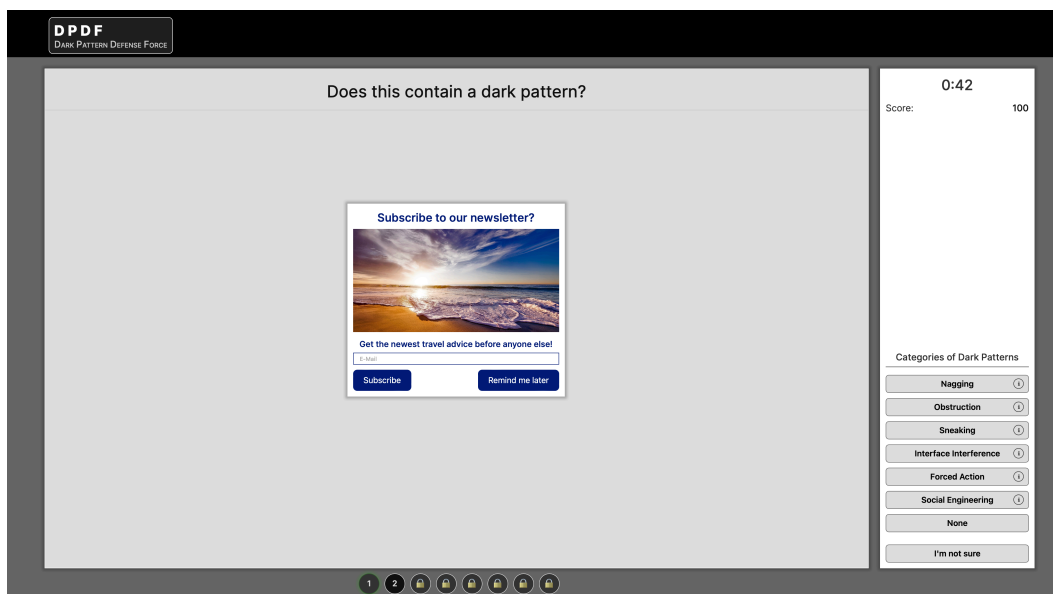 DPDF
Dark Pattern Defense Force
Does this contain a dark pattern?
Subscribe to our newsletter?
Get the newest travel advice before anyone else!
E-Mail
Subscribe
Remind me later
0:42
Score: 100
Categories of Dark Patterns
Nagging i
Obstruction i
Sneaking i
Interface Interference i
Forced Action i
Social Engineering i
None
I'm not sure
1 2